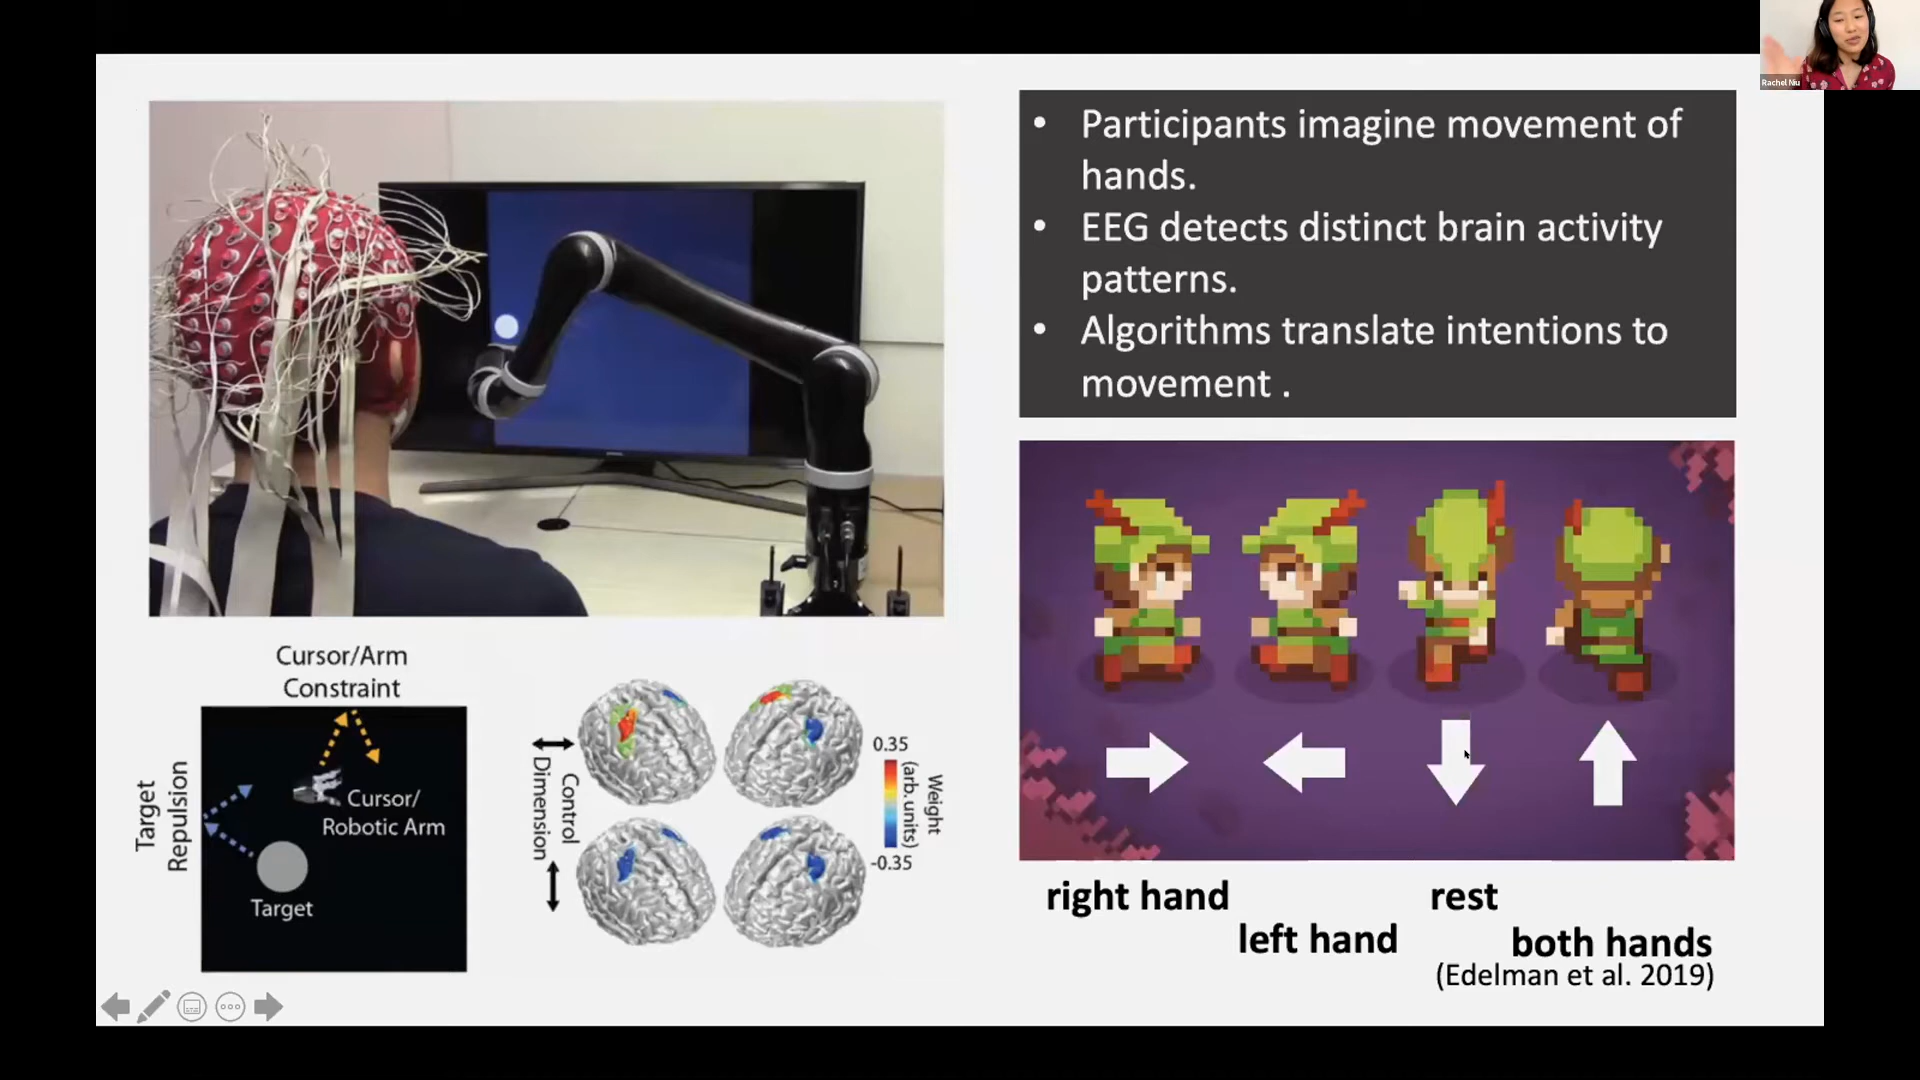 Rachel Niu
• Participants imagine movement of
hands.
• EEG detects distinct brain activity
patterns.
• Algorithms translate intentions to
movement .
Cursor/Arm
Constraint
Target
Repulsion
Cursor/
Robotic Arm
Target
Control
Dimension
0.35
(arb.units)
Weight
-0.35
right hand
left hand
rest
both hands
(Edelman et al. 2019)